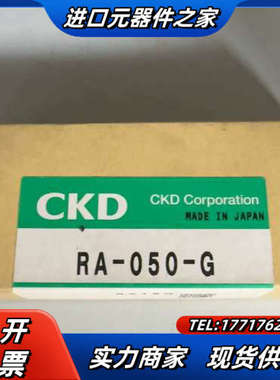 进口元器件之家
CKD
CKD Corporation
MADE IN JAPAN
RA-050-G
开
票
TEL:1771762
实力商家 现货供